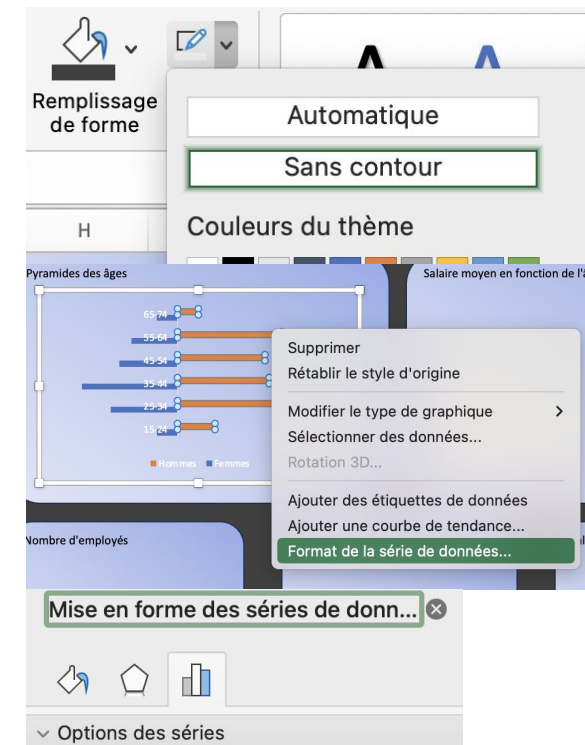 Remplissage
de forme
Automatique
Sans contour
Couleurs du thème
H
Pyramides des âges
Salaire moyen en fonction de l'
65-74
55-64
45-54
35-44
25-34
15-24
Hommes Femmes
Supprimer
Rétablir le style d'origine
Modifier le type de graphique
Sélectionner des données...
Rotation 3D...
Ajouter des étiquettes de données
Ajouter une courbe de tendance...
Format de la série de données...
Nombre d'employés
Mise en forme des séries de donn...
Options des séries